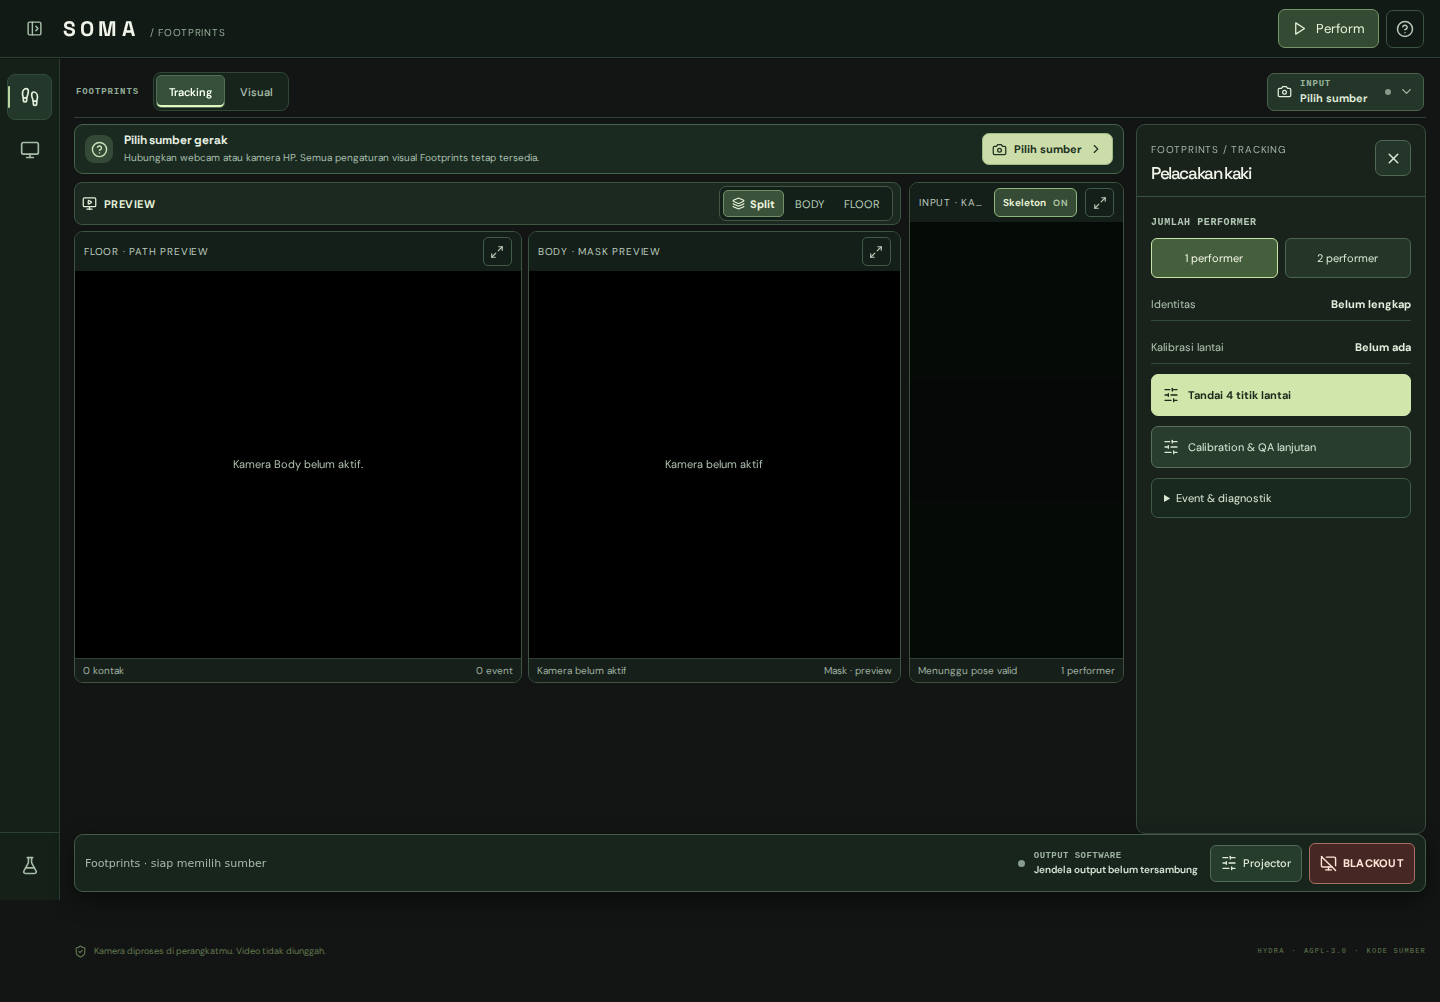 SOMA / FOOTPRINTS
Perform
FOOTPRINTS
Tracking
Visual
INPUT
Pilih sumber
Pilih sumber gerak
Hubungkan webcam atau kamera HP. Semua pengaturan visual Footprints tetap tersedia.
Pilih sumber
PREVIEW
Split
BODY
FLOOR
INPUT · KA...
Skeleton ON
FLOOR · PATH PREVIEW
BODY · MASK PREVIEW
Kamera Body belum aktif.
Kamera belum aktif
0 kontak
0 event
Kamera belum aktif
Mask · preview
Menunggu pose valid
1 performer
FOOTPRINTS / TRACKING
Pelacakan kaki
JUMLAH PERFORMER
1 performer
2 performer
Identitas
Belum lengkap
Kalibrasi lantai
Belum ada
Tandai 4 titik lantai
Calibration & QA lanjutan
Event & diagnostik
Footprints · siap memilih sumber
OUTPUT SOFTWARE
Jendela output belum tersambung
Projector
BLACKOUT
Kamera diproses di perangkatmu. Video tidak diunggah.
HYDRA · AGPL-3.0 · KODE SUMBER